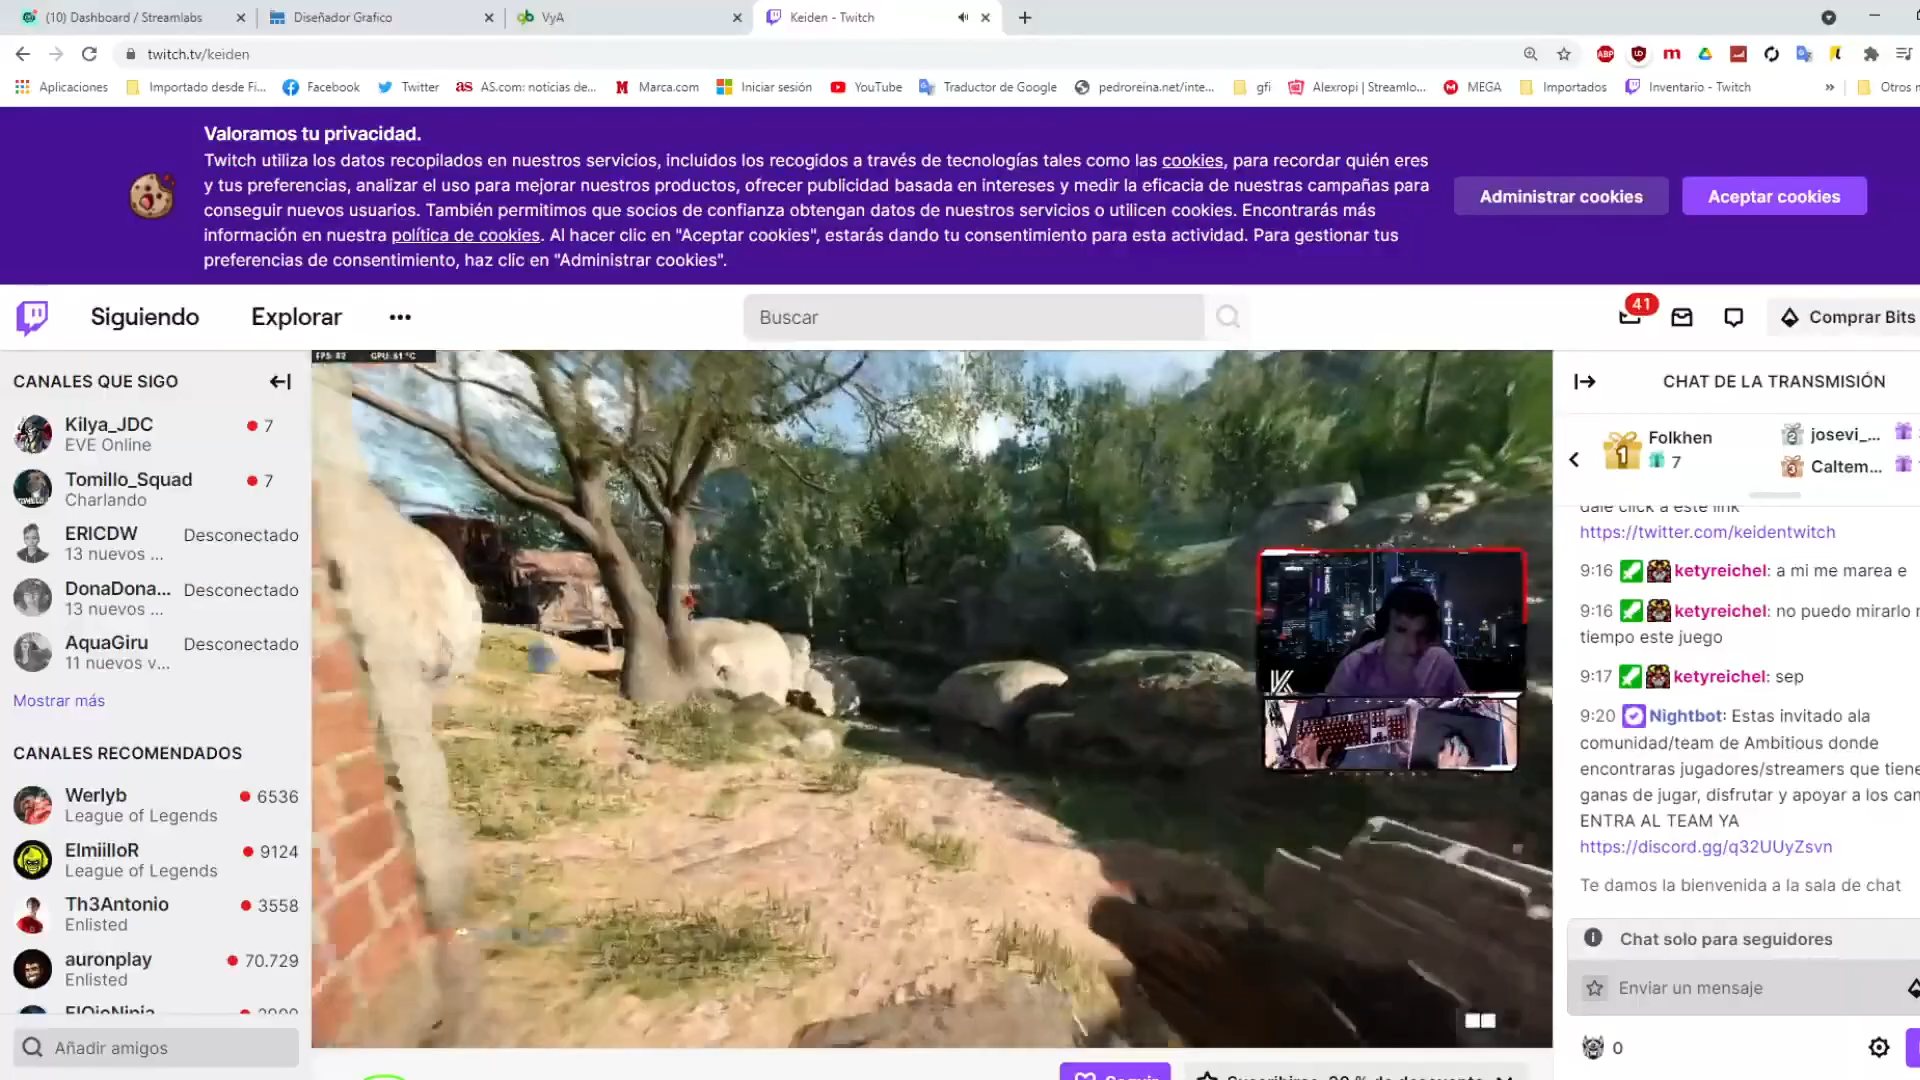 (10) Dashboard / Streamlabs
Diseñador Grafico
VyA
Keiden - Twitch
twitch.tv/keiden
Aplicaciones
Importado desde Fi...
Facebook
Twitter
AS.com: noticias de...
Marca.com
Iniciar sesión
YouTube
Traductor de Google
pedroreina.net/inte...
gfi
Alexropi | Streamlo...
MEGA
Importados
Inventario - Twitch
»
Otros
Valoramos tu privacidad.
Twitch utiliza los datos recopilados en nuestros servicios, incluidos los recogidos a través de tecnologías tales como las cookies, para recordar quién eres
y tus preferencias, analizar el uso para mejorar nuestros productos, ofrecer publicidad basada en intereses y medir la eficacia de nuestras campañas para
conseguir nuevos usuarios. También permitimos que socios de confianza obtengan datos de nuestros servicios o utilicen cookies. Encontrarás más
información en nuestra política de cookies. Al hacer clic en "Aceptar cookies", estarás dando tu consentimiento para esta actividad. Para gestionar tus
preferencias de consentimiento, haz clic en "Administrar cookies".
Administrar cookies
Aceptar cookies
Siguiendo
Explorar
Buscar
41
Comprar Bits
CANALES QUE SIGO
Kilya_JDC
7
EVE Online
Tomillo_Squad
7
Charlando
ERICDW
Desconectado
13 nuevos ...
DonaDona...
Desconectado
13 nuevos ...
AquaGiru
Desconectado
11 nuevos v...
Mostrar más
CANALES RECOMENDADOS
Werlyb
6536
League of Legends
ElmiilloR
9124
League of Legends
Th3Antonio
3558
Enlisted
auronplay
70.729
Enlisted
Añadir amigos
FPS: 82 GPU: 61 °C
Seguir
CHAT DE LA TRANSMISIÓN
1
Folkhen
7
2
josevi_...
3
Caltem...
dale click a este link
https://twitter.com/keidentwitch
9:16 ketyreichel: a mi me marea e
9:16 ketyreichel: no puedo mirarlo
tiempo este juego
9:17 ketyreichel: sep
9:20 Nightbot: Estas invitado ala
comunidad/team de Ambitious donde
encontraras jugadores/streamers que tiene
ganas de jugar, disfrutar y apoyar a los can
ENTRA AL TEAM YA
https://discord.gg/q32UUyZsvn
Te damos la bienvenida a la sala de chat
Chat solo para seguidores
Enviar un mensaje
0